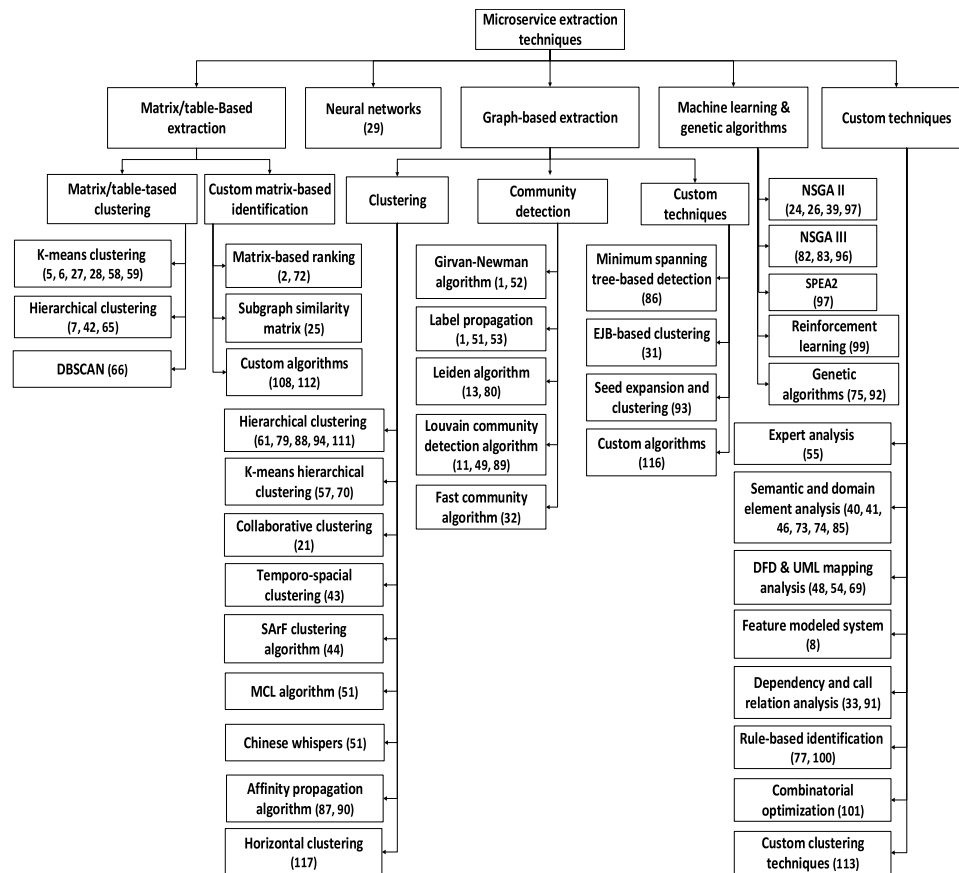 Microservice extraction
techniques
Matrix/table-Based
extraction
Neural networks
(29)
Graph-based extraction
Machine learning &
genetic algorithms
Custom techniques
Matrix/table-tased
clustering
K-means clustering
(5, 6, 27, 28, 58, 59)
Hierarchical clustering
(7, 42, 65)
DBSCAN (66)
Custom matrix-based
identification
Matrix-based ranking
(2, 72)
Subgraph similarity
matrix (25)
Custom algorithms
(108, 112)
Clustering
Hierarchical clustering
(61, 79, 88, 94, 111)
K-means hierarchical
clustering (57, 70)
Collaborative clustering
(21)
Temporo-spacial
clustering (43)
SArF clustering
algorithm (44)
MCL algorithm (51)
Chinese whispers (51)
Affinity propagation
algorithm (87, 90)
Horizontal clustering
(117)
Community
detection
Girvan-Newman
algorithm (1, 52)
Label propagation
(1, 51, 53)
Leiden algorithm
(13, 80)
Louvain community
detection algorithm
(11, 49, 89)
Fast community
algorithm (32)
Custom
techniques
Minimum spanning
tree-based detection
(86)
EJB-based clustering
(31)
Seed expansion and
clustering (93)
Custom algorithms
(116)
NSGA II
(24, 26, 39, 97)
NSGA III
(82, 83, 96)
SPEA2
(97)
Reinforcement
learning (99)
Genetic
algorithms (75, 92)
Expert analysis
(55)
Semantic and domain
element analysis (40, 41,
46, 73, 74, 85)
DFD & UML mapping
analysis (48, 54, 69)
Feature modeled system
(8)
Dependency and call
relation analysis (33, 91)
Rule-based identification
(77, 100)
Combinatorial
optimization (101)
Custom clustering
techniques (113)